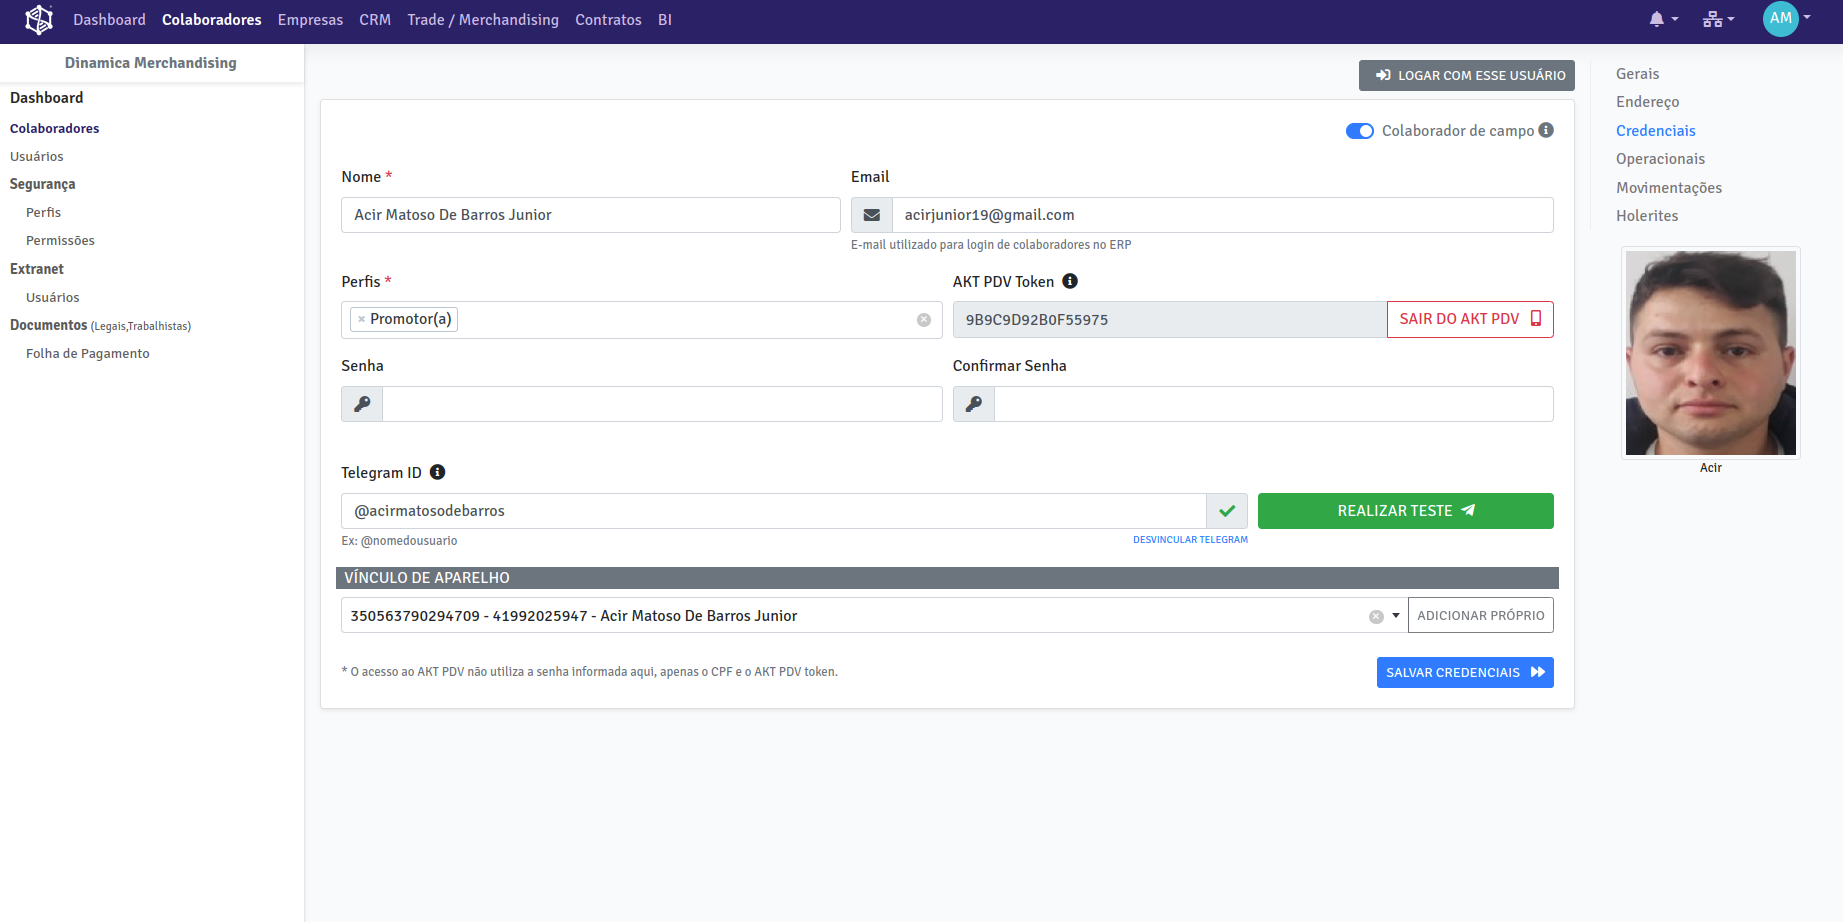 Dashboard Colaboradores Empresas CRM Trade / Merchandising Contratos BI
AM
Dinamica Merchandising
Dashboard
Colaboradores
Usuários
Segurança
Perfis
Permissões
Extranet
Usuários
Documentos (Legais,Trabalhistas)
Folha de Pagamento
LOGAR COM ESSE USUÁRIO
Colaborador de campo
Nome *
Email
Acir Matoso De Barros Junior
acirjunior19@gmail.com
E-mail utilizado para login de colaboradores no ERP
Perfis *
AKT PDV Token
× Promotor(a)
9B9C9D92B0F55975
SAIR DO AKT PDV
Senha
Confirmar Senha
Telegram ID
@acirmatosodebarros
REALIZAR TESTE
Ex: @nomedousuario
DESVINCULAR TELEGRAM
VÍNCULO DE APARELHO
350563790294709 - 41992025947 - Acir Matoso De Barros Junior
ADICIONAR PRÓPRIO
* O acesso ao AKT PDV não utiliza a senha informada aqui, apenas o CPF e o AKT PDV token.
SALVAR CREDENCIAIS
Gerais
Endereço
Credenciais
Operacionais
Movimentações
Holerites
Acir